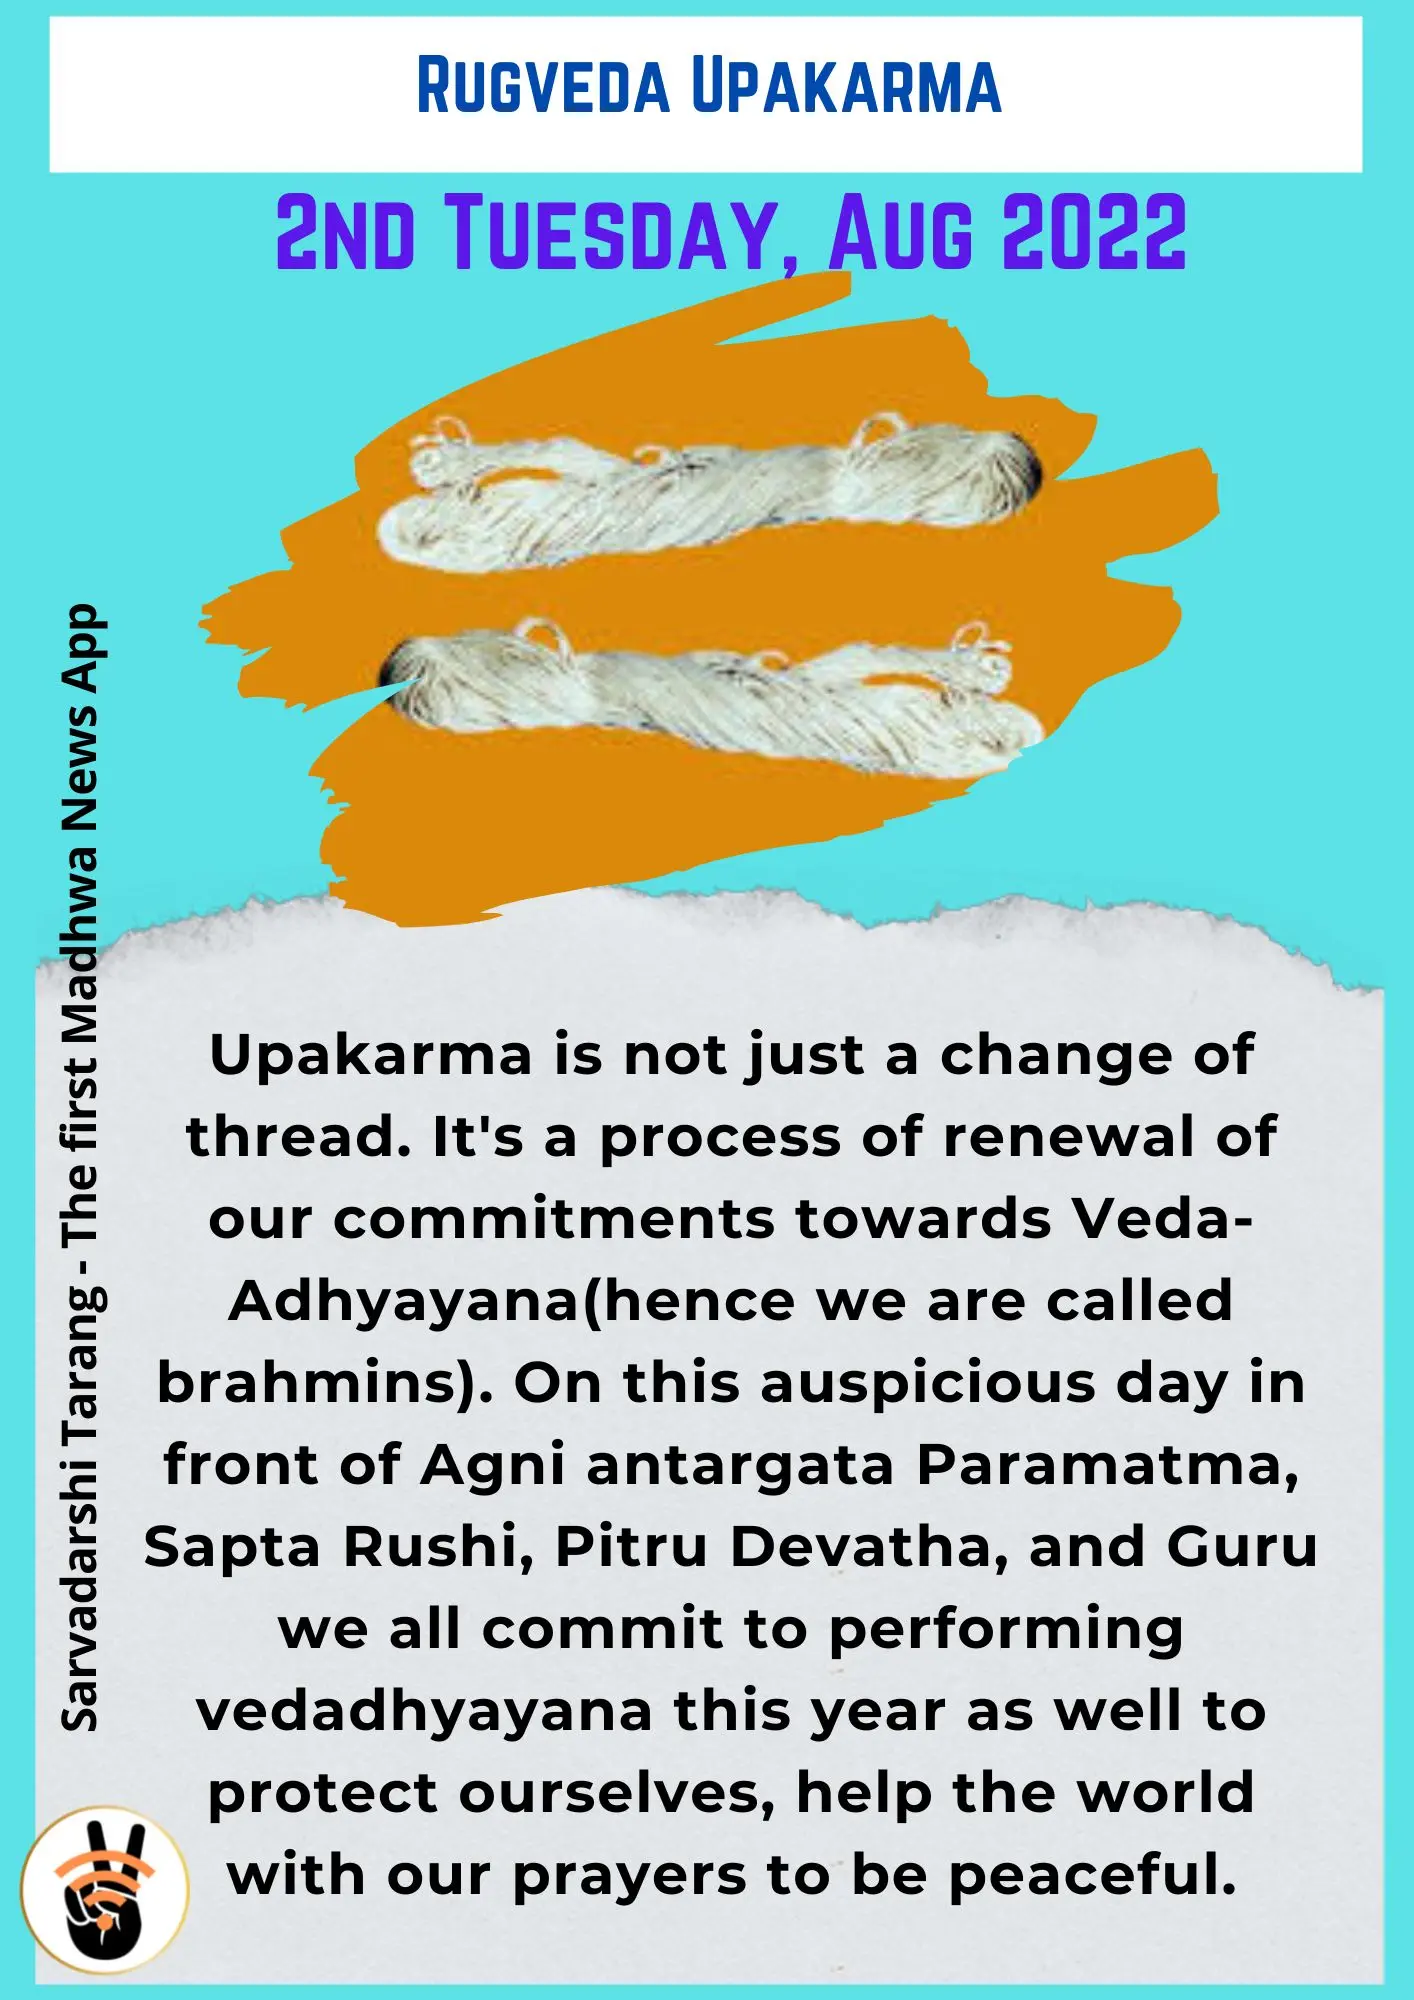 Rugveda Upakarma
2nd Tuesday, Aug 2022
Sarvadarshi Tarang - The first Madhwa News App
Upakarma is not just a change of
thread. It's a process of renewal of
our commitments towards Veda-
Adhyayana(hence we are called
brahmins). On this auspicious day in
front of Agni antargata Paramatma,
Sapta Rushi, Pitru Devatha, and Guru
we all commit to performing
vedadhyayana this year as well to
protect ourselves, help the world
with our prayers to be peaceful.